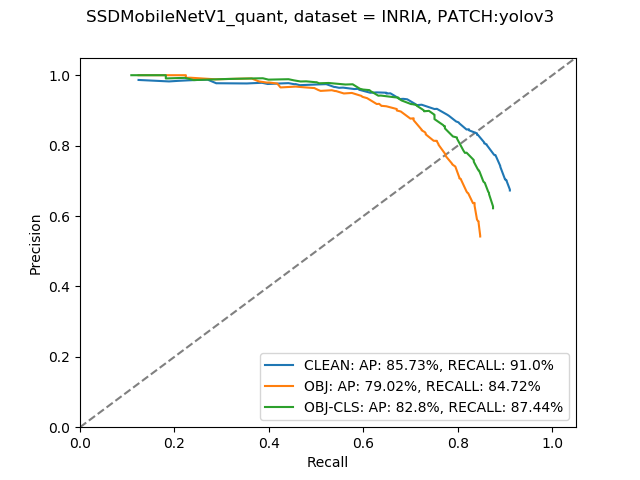 SSDMobileNetV1_quant, dataset = INRIA, PATCH:yolov3
1.0
0.8
0.6
0.4
0.2
0.0
Precision
CLEAN: AP: 85.73%, RECALL: 91.0%
OBJ: AP: 79.02%, RECALL: 84.72%
OBJ-CLS: AP: 82.8%, RECALL: 87.44%
0.0 0.2 0.4 0.6 0.8 1.0
Recall